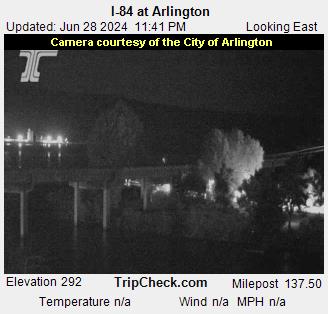 I-84 at Arlington
Updated: Jun 28 2024 11:41 PM Looking East
Camera courtesy of the City of Arlington
Elevation 292 TripCheck.com Milepost 137.50
Temperature n/a Wind n/a MPH n/a